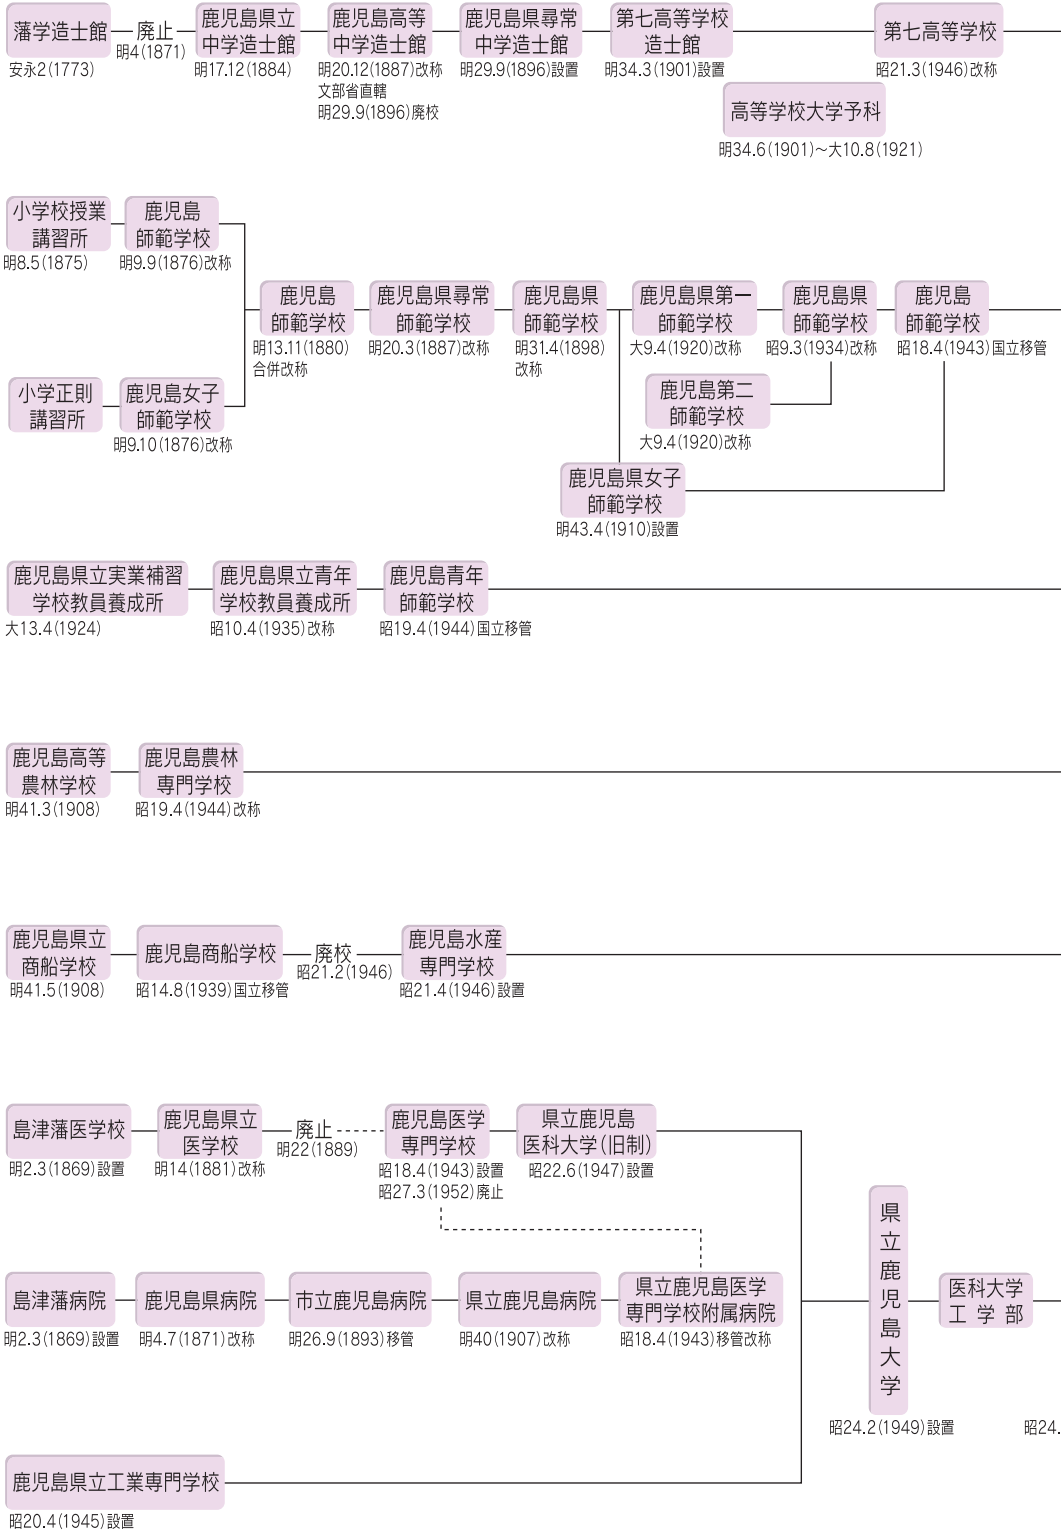 藩学造士館
安永2(1773)
廃止
明4(1871)
鹿児島県立
中学造士館
明17.12(1884)
鹿児島高等
中学造士館
明20.12(1887)改称
文部省直轄
明29.9(1896)廃校
鹿児島県尋常
中学造士館
明29.9(1896)設置
第七高等学校
造士館
明34.3(1901)設置
第七高等学校
昭21.3(1946)改称
高等学校大学予科
明34.6(1901)～大10.8(1921)
小学校授業
講習所
明8.5(1875)
鹿児島
師範学校
明9.9(1876)改称
小学正則
講習所
鹿児島女子
師範学校
明9.10(1876)改称
鹿児島
師範学校
明13.11(1880)
合併改称
鹿児島県尋常
師範学校
明20.3(1887)改称
鹿児島県
師範学校
明31.4(1898)
改称
鹿児島県第一
師範学校
大9.4(1920)改称
鹿児島県
師範学校
昭9.3(1934)改称
鹿児島
師範学校
昭18.4(1943)国立移管
鹿児島第二
師範学校
大9.4(1920)改称
鹿児島県女子
師範学校
明43.4(1910)設置
鹿児島県立実業補習
学校教員養成所
大13.4(1924)
鹿児島県立青年
学校教員養成所
昭10.4(1935)改称
鹿児島青年
師範学校
昭19.4(1944)国立移管
鹿児島高等
農林学校
明41.3(1908)
鹿児島農林
専門学校
昭19.4(1944)改称
鹿児島県立
商船学校
明41.5(1908)
鹿児島商船学校
昭14.8(1939)国立移管
廃校
昭21.2(1946)
鹿児島水産
専門学校
昭21.4(1946)設置
島津藩医学校
明2.3(1869)設置
鹿児島県立
医学校
明14(1881)改称
廃止
明22(1889)
鹿児島医学
専門学校
昭18.4(1943)設置
昭27.3(1952)廃止
県立鹿児島
医科大学(旧制)
昭22.6(1947)設置
島津藩病院
明2.3(1869)設置
鹿児島県病院
明4.7(1871)改称
市立鹿児島病院
明26.9(1893)移管
県立鹿児島病院
明40(1907)改称
県立鹿児島医学
専門学校附属病院
昭18.4(1943)移管改称
鹿児島県立工業専門学校
昭20.4(1945)設置
県立鹿児島大学
昭24.2(1949)設置
医科大学
工学部
昭24.